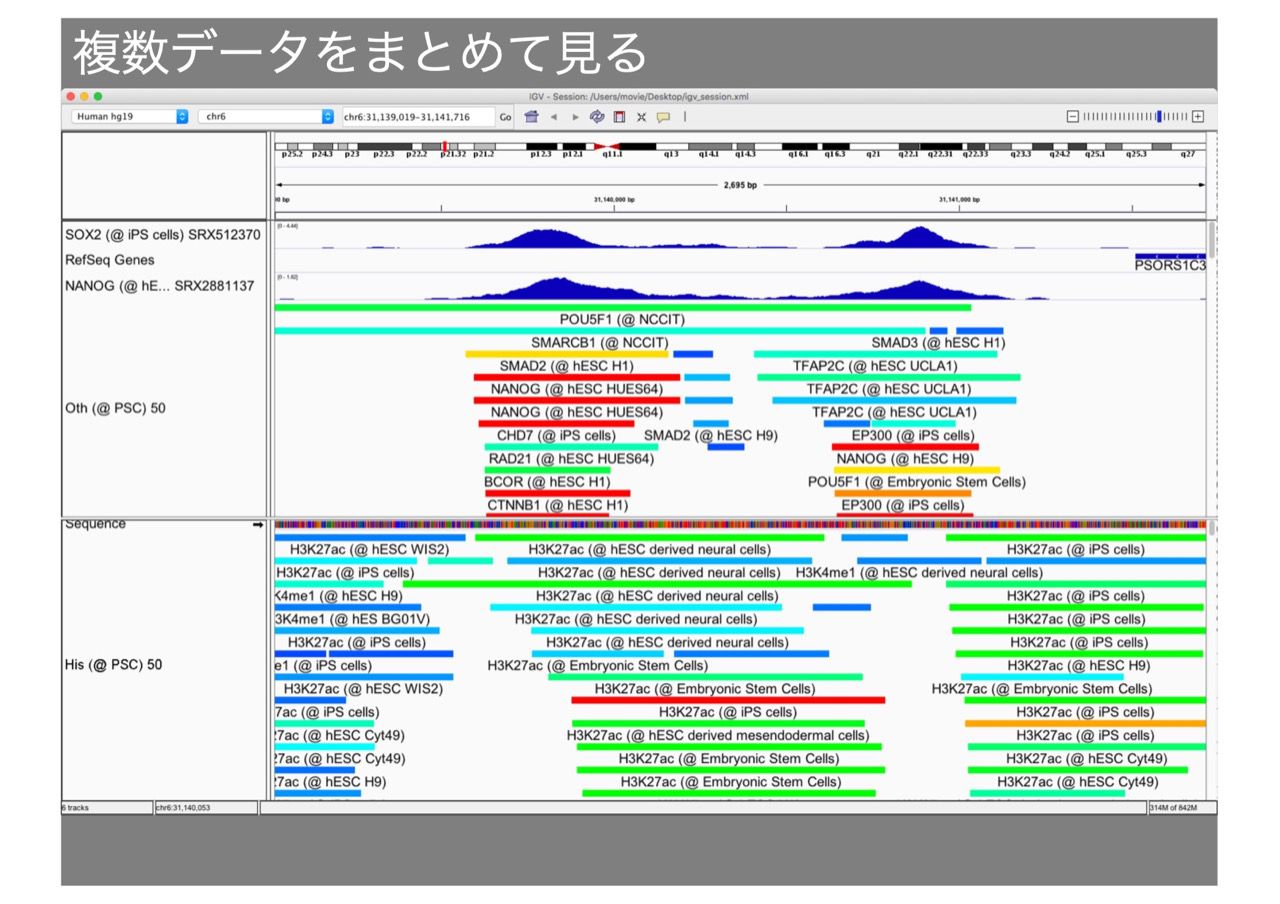 複数データをまとめて見る
IGV - Session: /Users/movie/Desktop/igv_session.xml
Human hg19 chr6 chr6:31,139,019-31,141,716 Go
p25.2 p24.3 p23 p22.3 p22.2 p21.32 p21.2 p12.3 p12.1 q11.1 q13 q14.1 q14.3 q16.1 q16.3 q21 q22.1 q22.31 q22.33 q23.3 q24.2 q25.1 q25.3 q27
2,695 bp
31,140,000 bp 31,141,000 bp
SOX2 (@ iPS cells) SRX512370
[0 - 4.44]
RefSeq Genes
PSORS1C3
NANOG (@ hE... SRX2881137
[0 - 1.62]
POU5F1 (@ NCCIT)
SMARCB1 (@ NCCIT) SMAD3 (@ hESC H1)
SMAD2 (@ hESC H1) TFAP2C (@ hESC UCLA1)
NANOG (@ hESC HUES64) TFAP2C (@ hESC UCLA1)
Oth (@ PSC) 50
NANOG (@ hESC HUES64) TFAP2C (@ hESC UCLA1)
CHD7 (@ iPS cells) SMAD2 (@ hESC H9) EP300 (@ iPS cells)
RAD21 (@ hESC HUES64) NANOG (@ hESC H9)
BCOR (@ hESC H1) POU5F1 (@ Embryonic Stem Cells)
CTNNB1 (@ hESC H1) EP300 (@ iPS cells)
Sequence
H3K27ac (@ hESC WIS2) H3K27ac (@ hESC derived neural cells) H3K27ac (@ iPS cells)
H3K27ac (@ iPS cells) H3K27ac (@ hESC derived neural cells) H3K4me1 (@ hESC derived neural cells)
K4me1 (@ hESC H9) H3K27ac (@ hESC derived neural cells) H3K27ac (@ iPS cells)
3K4me1 (@ hES BG01V) H3K27ac (@ hESC derived neural cells) H3K27ac (@ iPS cells)
H3K27ac (@ iPS cells) H3K27ac (@ hESC derived neural cells) H3K27ac (@ iPS cells)
His (@ PSC) 50
e1 (@ iPS cells) H3K27ac (@ Embryonic Stem Cells) H3K27ac (@ hESC H9)
H3K27ac (@ hESC WIS2) H3K27ac (@ Embryonic Stem Cells) H3K27ac (@ Embryonic Stem Cells)
7ac (@ iPS cells) H3K27ac (@ iPS cells) H3K27ac (@ iPS cells)
27ac (@ hESC Cyt49) H3K27ac (@ hESC derived mesendodermal cells) H3K27ac (@ iPS cells)
27ac (@ hESC Cyt49) H3K27ac (@ Embryonic Stem Cells) H3K27ac (@ hESC Cyt49)
27ac (@ hESC H9) H3K27ac (@ Embryonic Stem Cells) H3K27ac (@ hESC Cyt49)
6 tracks chr6:31,140,053 314M of 842M